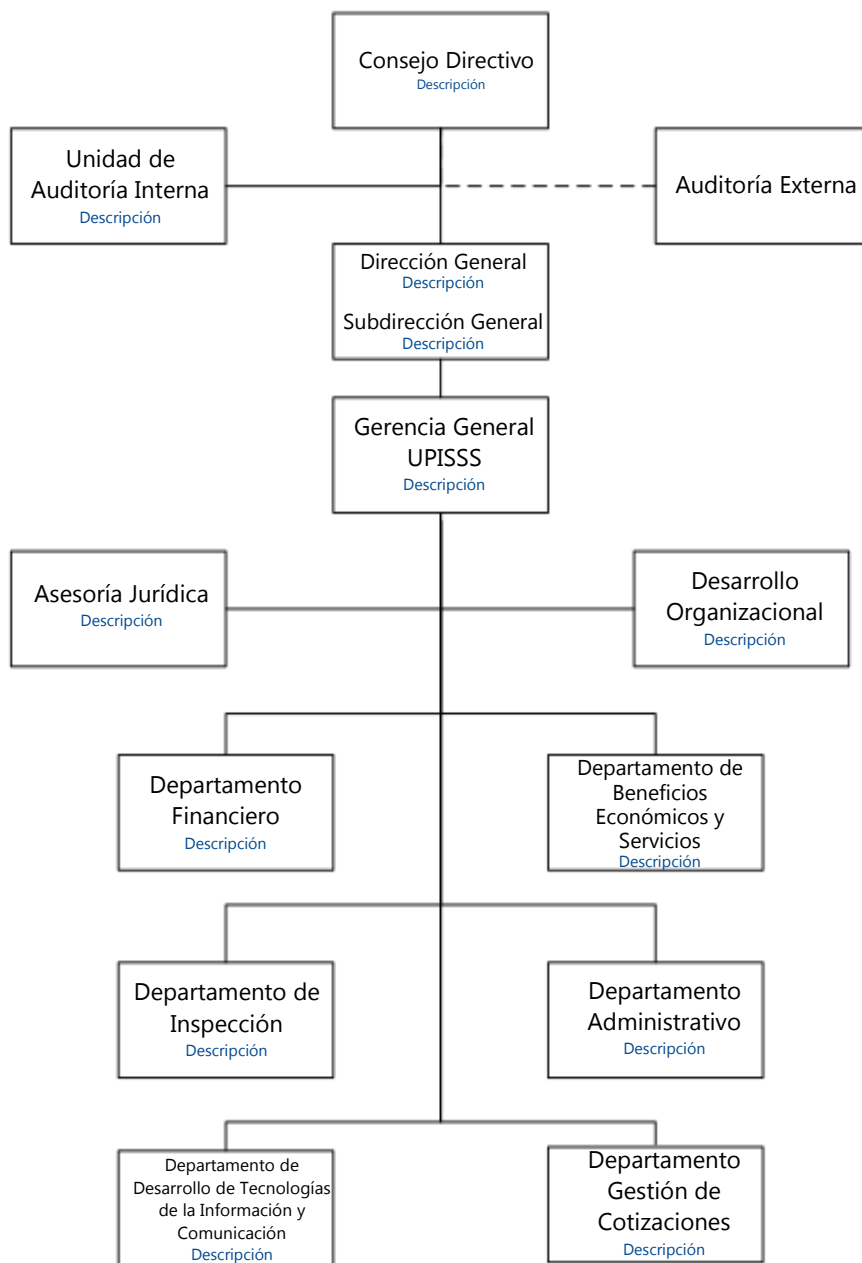 Consejo Directivo
Descripción
Unidad de
Auditoría Interna
Descripción
Auditoría Externa
Dirección General
Descripción
Subdirección General
Descripción
Gerencia General
UPISSS
Descripción
Asesoría Jurídica
Descripción
Desarrollo
Organizacional
Descripción
Departamento
Financiero
Descripción
Departamento de
Beneficios
Económicos y
Servicios
Descripción
Departamento de
Inspección
Descripción
Departamento
Administrativo
Descripción
Departamento de
Desarrollo de Tecnologías
de la Información y
Comunicación
Descripción
Departamento
Gestión de
Cotizaciones
Descripción